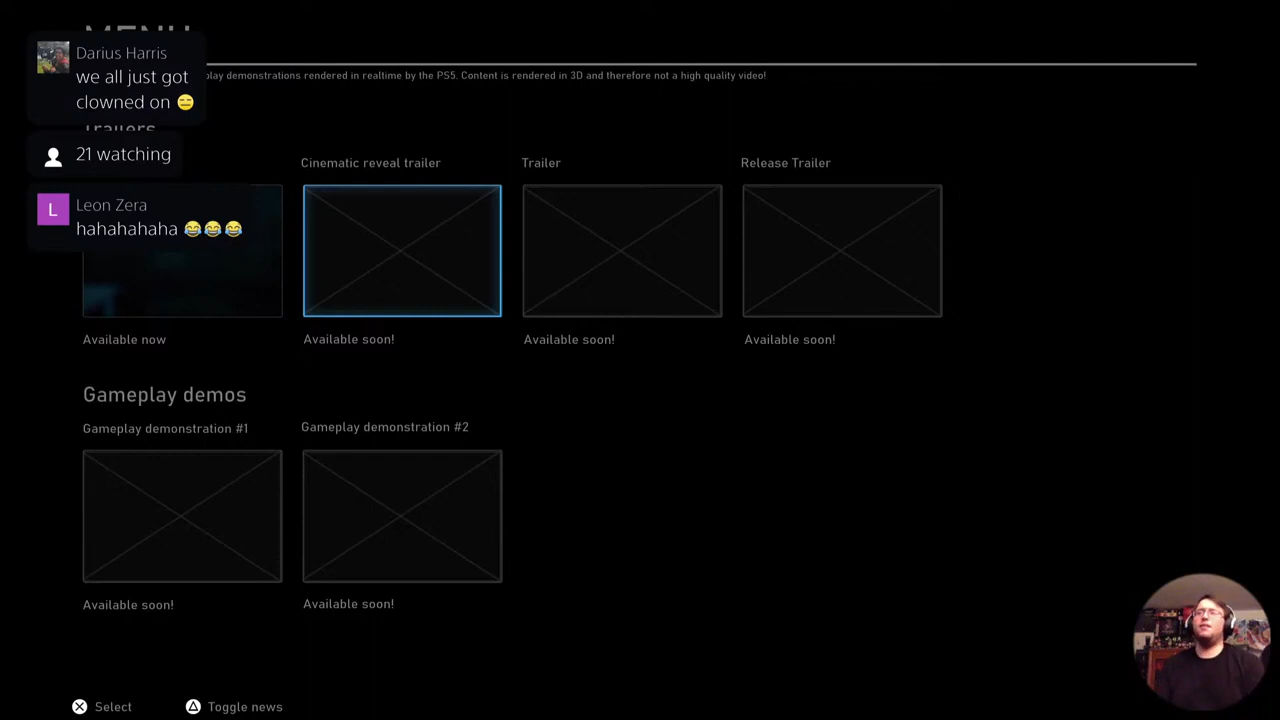 MENU
Darius Harris
we all just got
clowned on 😑
play demonstrations rendered in realtime by the PS5. Content is rendered in 3D and therefore not a high quality video!
Trailers
21 watching
Cinematic reveal trailer
Trailer
Release Trailer
L
Leon Zera
hahahahaha 😂😂😂
Available now
Available soon!
Available soon!
Available soon!
Gameplay demos
Gameplay demonstration #1
Gameplay demonstration #2
Available soon!
Available soon!
Select
Toggle news